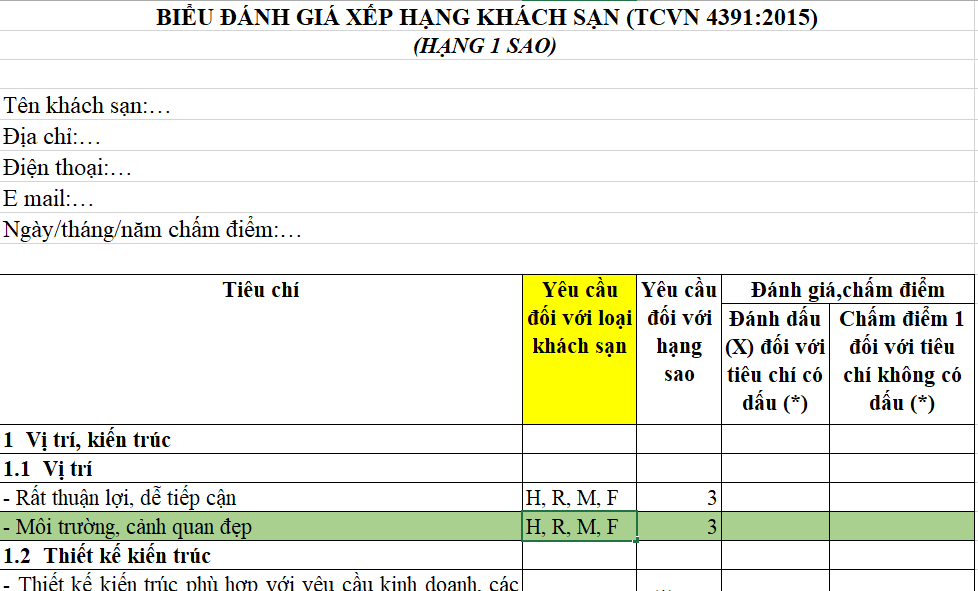 BIỂU ĐÁNH GIÁ XẾP HẠNG KHÁCH SẠN (TCVN 4391:2015)
(HẠNG 1 SAO)
Tên khách sạn:…
Địa chỉ:…
Điện thoại:…
E mail:…
Ngày/tháng/năm chấm điểm:…
Tiêu chí
Yêu cầu
đối với loại
khách sạn
Yêu cầu
đối với
hạng
sao
Đánh giá,chấm điểm
Đánh dấu
(X) đối với
tiêu chí có
dấu (*)
Chấm điểm 1
đối với tiêu
chí không có
dấu (*)
1 Vị trí, kiến trúc
1.1 Vị trí
- Rất thuận lợi, dễ tiếp cận H, R, M, F 3
- Môi trường, cảnh quan đẹp H, R, M, F 3
1.2 Thiết kế kiến trúc
- Thiết kế kiến trúc phù hợp với yêu cầu kinh doanh, các …